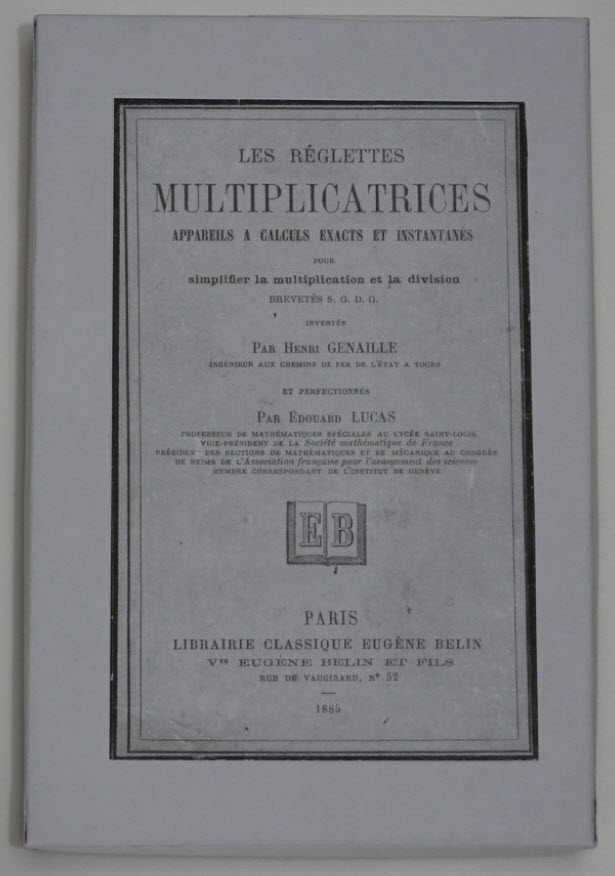 LES RÉGLETTES
MULTIPLICATRICES
APPAREILS A CALCULS EXACTS ET INSTANTANÉS
POUR
simplifier la multiplication et la division
BREVETÉS S. G. D. G.
INVENTÉS
PAR HENRI GENAILLE
INGÉNIEUR AUX CHEMINS DE FER DE L'ÉTAT A TOURS
ET PERFECTIONNÉS
PAR ÉDOUARD LUCAS
PROFESSEUR DE MATHÉMATIQUES SPÉCIALES AU LYCÉE SAINT-LOUIS
VICE-PRÉSIDENT DE LA Société mathématique de France
PRÉSIDENT DES SECTIONS DE MATHÉMATIQUES ET DE MÉCANIQUE AU CONGRÈS
DE REIMS DE L'Association française pour l'avancement des sciences
MEMBRE CORRESPONDANT DE L'INSTITUT DE GENÈVE
EB
PARIS
LIBRAIRIE CLASSIQUE EUGÈNE BELIN
Vve EUGÈNE BELIN ET FILS
RUE DE VAUGIRARD, Nº 52
1885